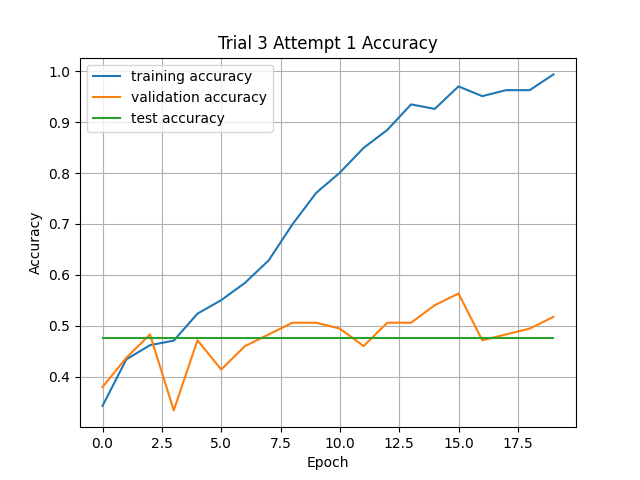 Trial 3 Attempt 1 Accuracy
training accuracy
validation accuracy
test accuracy
1.0
0.9
0.8
0.7
0.6
0.5
0.4
Accuracy
0.0 2.5 5.0 7.5 10.0 12.5 15.0 17.5
Epoch